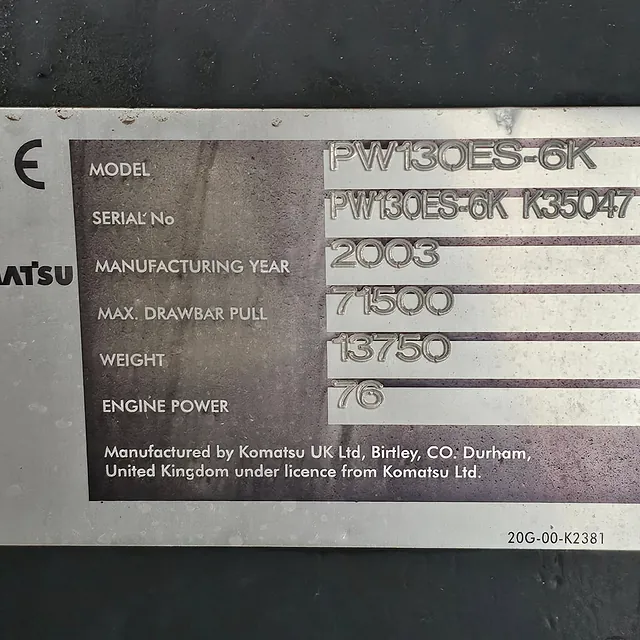 CE
MODEL PW130ES-6K
SERIAL No PW130ES-6K K35047
MATSU
MANUFACTURING YEAR 2003
MAX. DRAWBAR PULL 71500
WEIGHT 13750
ENGINE POWER 76
Manufactured by Komatsu UK Ltd, Birtley, CO. Durham,
United Kingdom under licence from Komatsu Ltd.
20G-00-K2381